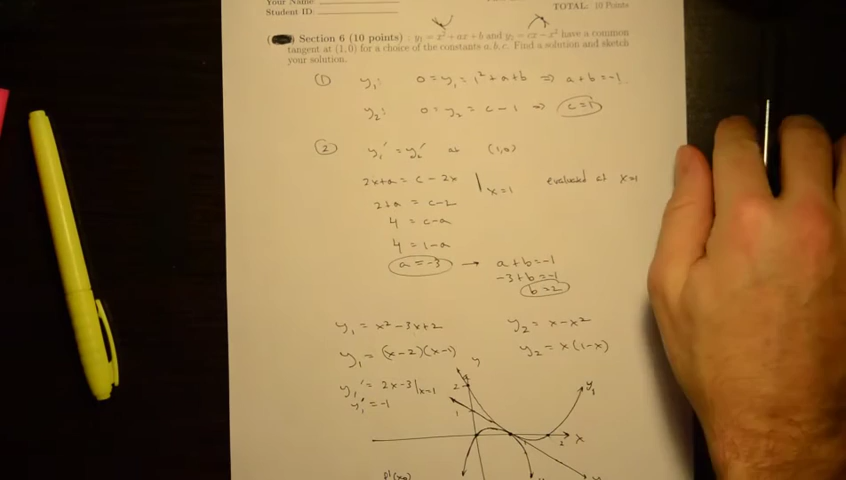 Your Name:
Student ID:
TOTAL: 10 Points
Section 6 (10 points) : y₁ = x² + ax + b and y₂ = cx − x² have a common
tangent at (1, 0) for a choice of the constants a, b, c. Find a solution and sketch
your solution.
① y₁: 0 = y₁ = 1² + a + b ⇒ a + b = -1
y₂: 0 = y₂ = c - 1 ⇒ c = 1
② y₁' = y₂' at (1,0)
2x+a = c - 2x |x=1 evaluated at x=1
2+a = c-2
4 = c-a
4 = 1-a
a = -3 → a+b=-1
-3+b=-1
b=2
y₁ = x²-3x+2 y₂ = x-x²
y₁ = (x-2)(x-1) y₂ = x(1-x)
y₁' = 2x-3|x=1
y₁' = -1
y
2
1
y₁
x
2